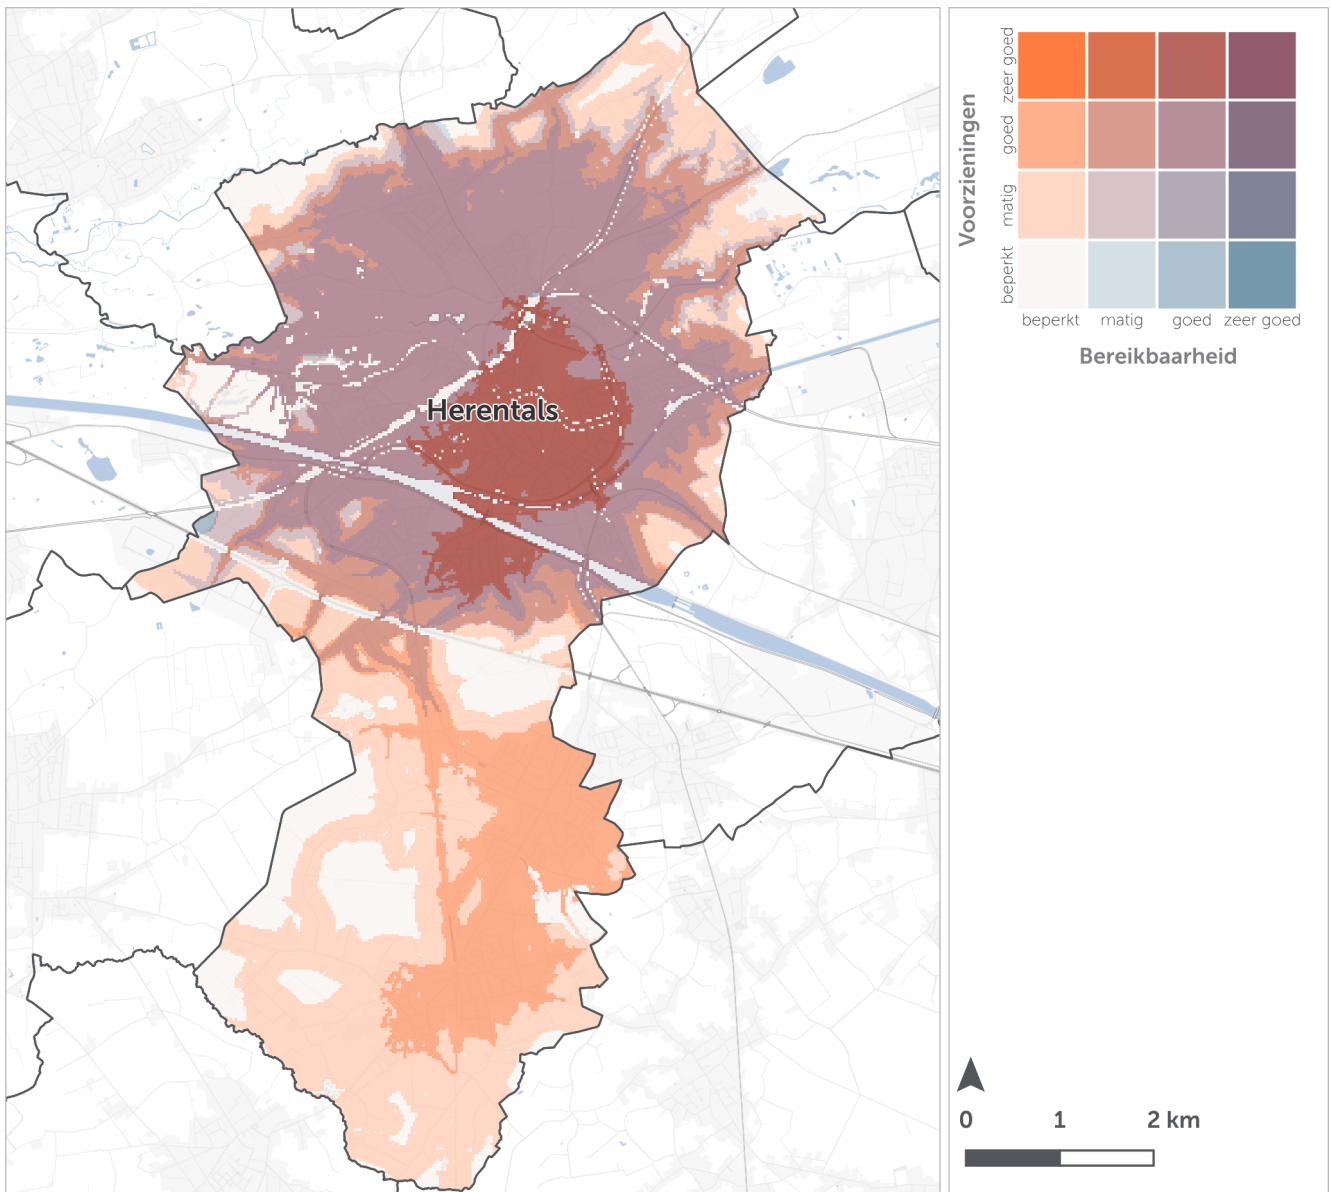 Herentals
Voorzieningen
zeer goed
goed
matig
beperkt
beperkt matig goed zeer goed
Bereikbaarheid
0 1 2 km